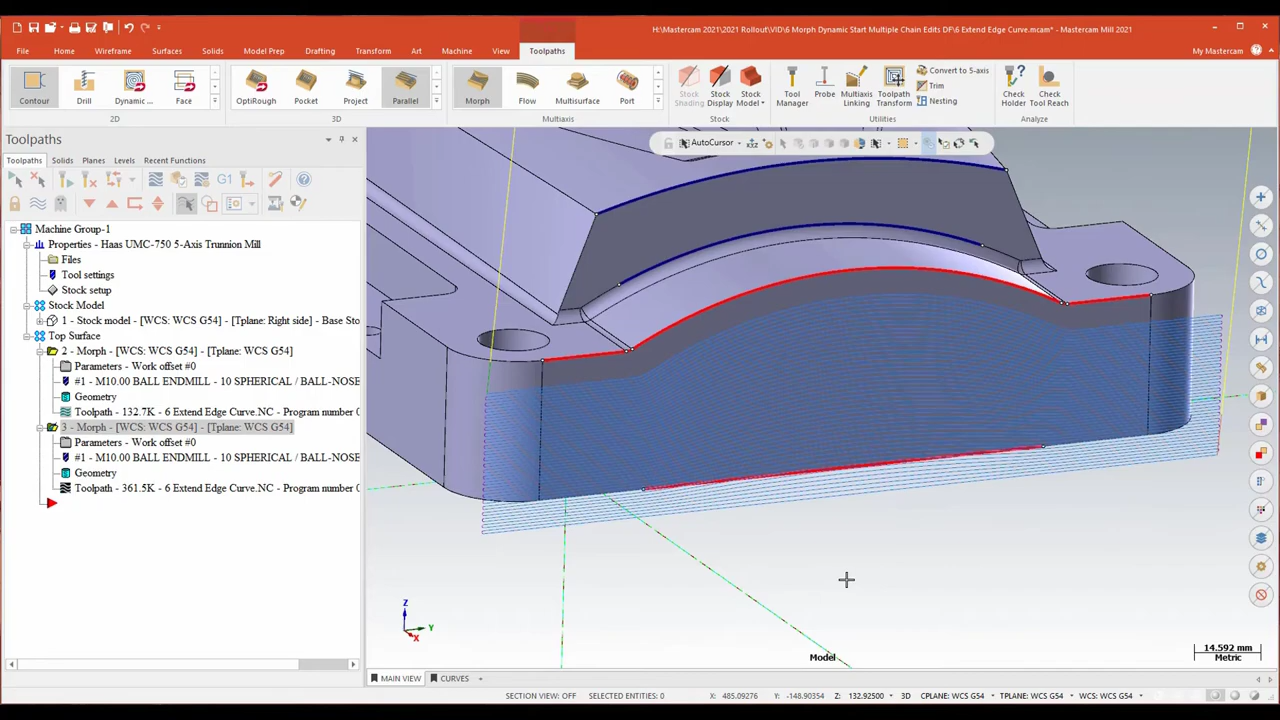 H:\Mastercam 2021\2021 Rollout\VID\6 Morph Dynamic Start Multiple Chain Edits DF\6 Extend Edge Curve.mcam* - Mastercam Mill 2021
File Home Wireframe Surfaces Solids Model Prep Drafting Transform Art Machine View Toolpaths My Mastercam
Contour Drill Dynamic ... Face
2D
OptiRough Pocket Project Parallel
3D
Morph Flow Multisurface Port
Multiaxis
Stock Shading Stock Display Stock Model
Stock
Tool Manager Probe Multiaxis Linking Toolpath Transform
Convert to 5-axis
Trim
Nesting
Utilities
Check Holder Check Tool Reach
Analyze
Toolpaths
AutoCursor
Toolpaths Solids Planes Levels Recent Functions
G1
Machine Group-1
Properties - Haas UMC-750 5-Axis Trunnion Mill
Files
Tool settings
Stock setup
Stock Model
1 - Stock model - [WCS: WCS G54] - [Tplane: Right side] - Base Sto
Top Surface
2 - Morph - [WCS: WCS G54] - [Tplane: WCS G54]
Parameters - Work offset #0
#1 - M10.00 BALL ENDMILL - 10 SPHERICAL / BALL-NOSE
Geometry
Toolpath - 132.7K - 6 Extend Edge Curve.NC - Program number 0
3 - Morph - [WCS: WCS G54] - [Tplane: WCS G54]
Parameters - Work offset #0
#1 - M10.00 BALL ENDMILL - 10 SPHERICAL / BALL-NOSE
Geometry
Toolpath - 361.5K - 6 Extend Edge Curve.NC - Program number 0
Z
Y
X
Model
14.592 mm
Metric
MAIN VIEW CURVES +
SECTION VIEW: OFF SELECTED ENTITIES: 0 X: 485.09276 Y: -148.90354 Z: 132.92500 3D CPLANE: WCS G54 TPLANE: WCS G54 WCS: WCS G54